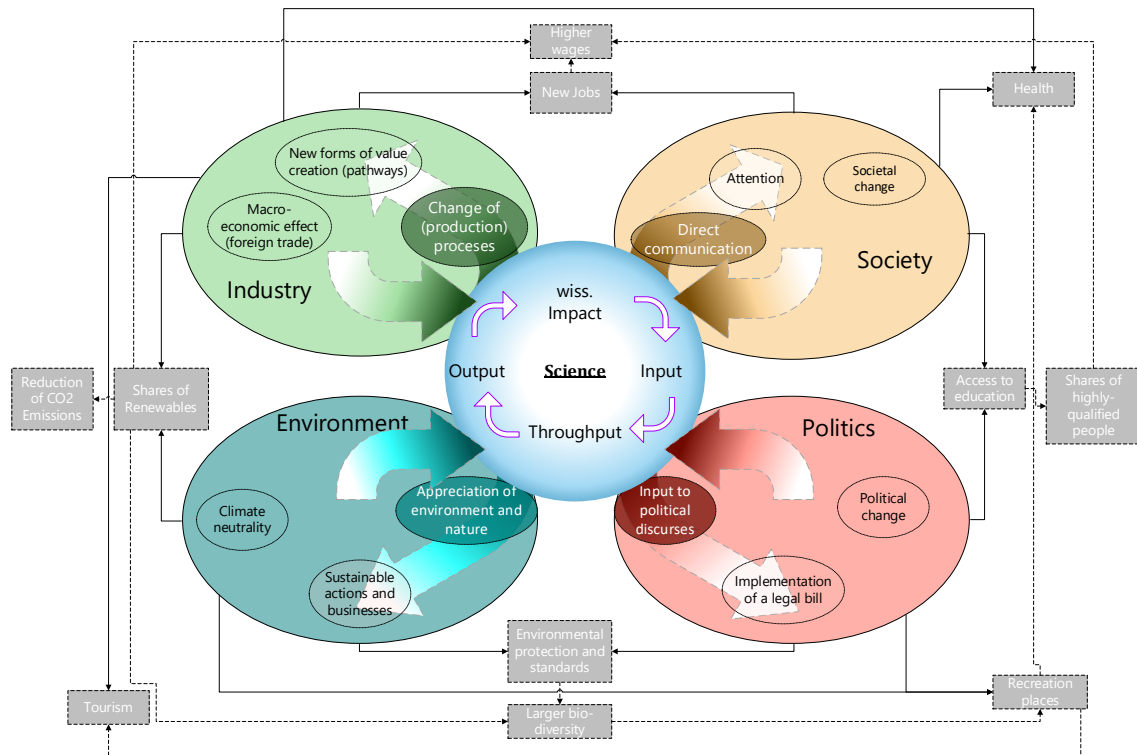 Higher
wages
New Jobs
Health
New forms of value
creation (pathways)
Macro-
economic effect
(foreign trade)
Change of
(production)
proceses
Industry
Attention
Societal
change
Direct
communication
Society
wiss.
Impact
Output
Science
Input
Throughput
Reduction
of CO2
Emissions
Shares of
Renewables
Access to
education
Shares of
highly-
qualified
people
Environment
Climate
neutrality
Appreciation of
environment and
nature
Sustainable
actions and
businesses
Politics
Input to
political
discurses
Political
change
Implementation
of a legal bill
Environmental
protection and
standards
Tourism
Larger bio-
diversity
Recreation
places